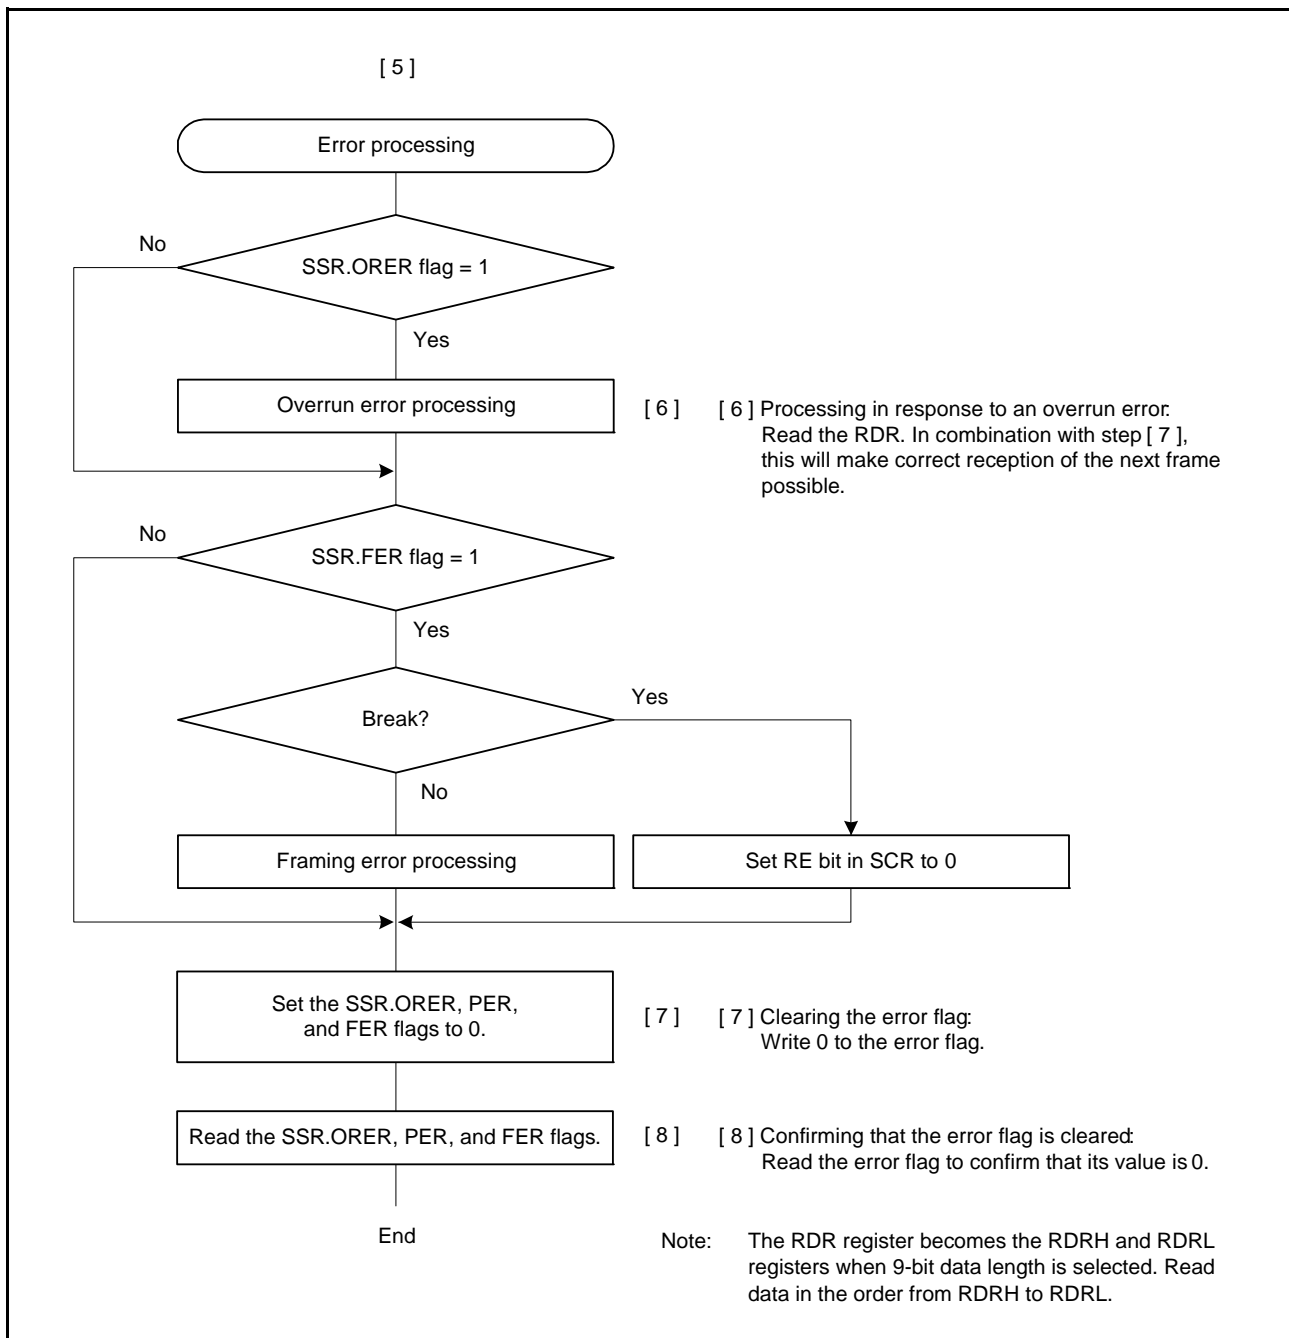 [ 5 ]
Error processing
No
SSR.ORER flag = 1
Yes
Overrun error processing
[ 6 ]
[ 6 ] Processing in response to an overrun error:
Read the RDR. In combination with step [ 7 ],
this will make correct reception of the next frame
possible.
No
SSR.FER flag = 1
Yes
Break?
Yes
No
Framing error processing
Set RE bit in SCR to 0
Set the SSR.ORER, PER,
and FER flags to 0.
[ 7 ]
[ 7 ] Clearing the error flag:
Write 0 to the error flag.
Read the SSR.ORER, PER, and FER flags.
[ 8 ]
[ 8 ] Confirming that the error flag is cleared:
Read the error flag to confirm that its value is 0.
End
Note: The RDR register becomes the RDRH and RDRL
registers when 9-bit data length is selected. Read
data in the order from RDRH to RDRL.